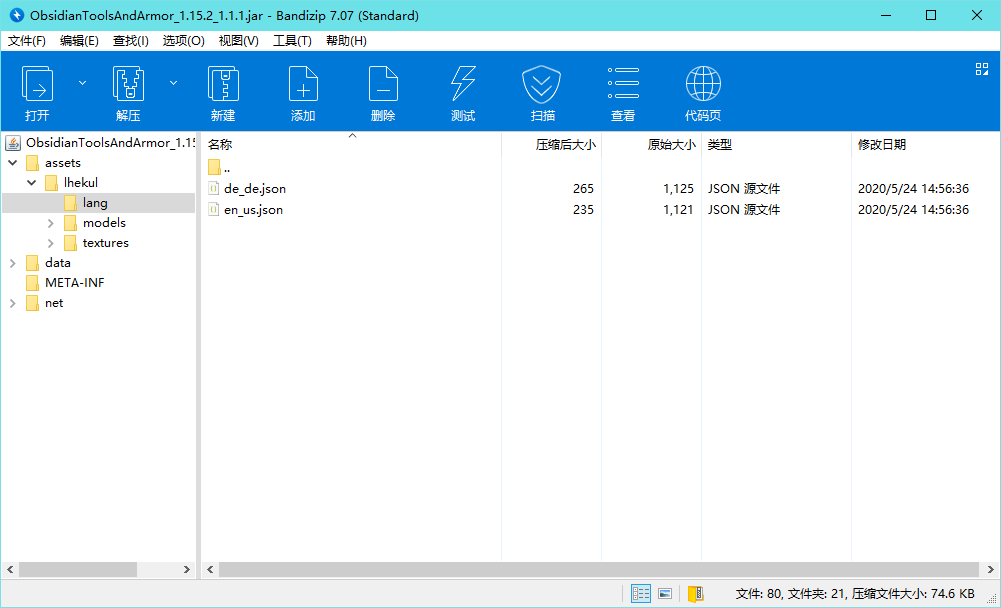 ObsidianToolsAndArmor_1.15.2_1.1.1.jar - Bandizip 7.07 (Standard)
文件(F) 编辑(E) 查找(I) 选项(O) 视图(V) 工具(T) 帮助(H)
打开 解压 新建 添加 删除 测试 扫描 查看 代码页
ObsidianToolsAndArmor_1.15
assets
lhekul
lang
models
textures
data
META-INF
net
名称 压缩后大小 原始大小 类型 修改日期
..
de_de.json 265 1,125 JSON 源文件 2020/5/24 14:56:36
en_us.json 235 1,121 JSON 源文件 2020/5/24 14:56:36
文件: 80, 文件夹: 21, 压缩文件大小: 74.6 KB